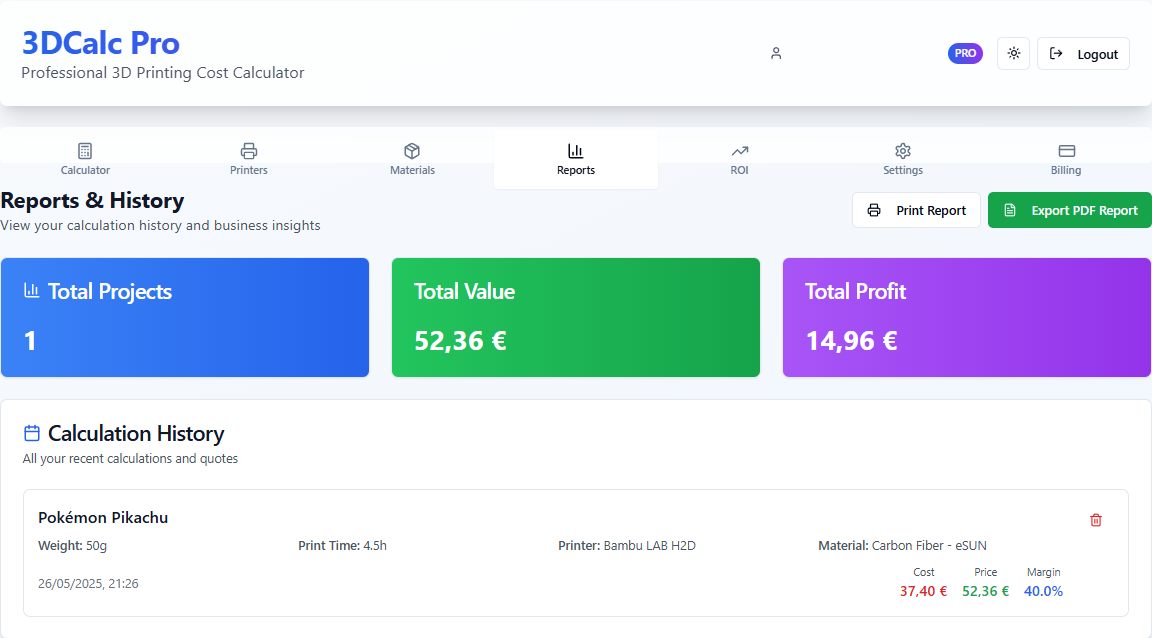 3DCalc Pro
Professional 3D Printing Cost Calculator
PRO
Logout
Calculator
Printers
Materials
Reports
ROI
Settings
Billing
Reports & History
View your calculation history and business insights
Print Report
Export PDF Report
Total Projects
1
Total Value
52,36 €
Total Profit
14,96 €
Calculation History
All your recent calculations and quotes
Pokémon Pikachu
Weight: 50g
Print Time: 4.5h
Printer: Bambu LAB H2D
Material: Carbon Fiber - eSUN
26/05/2025, 21:26
Cost
37,40 €
Price
52,36 €
Margin
40.0%